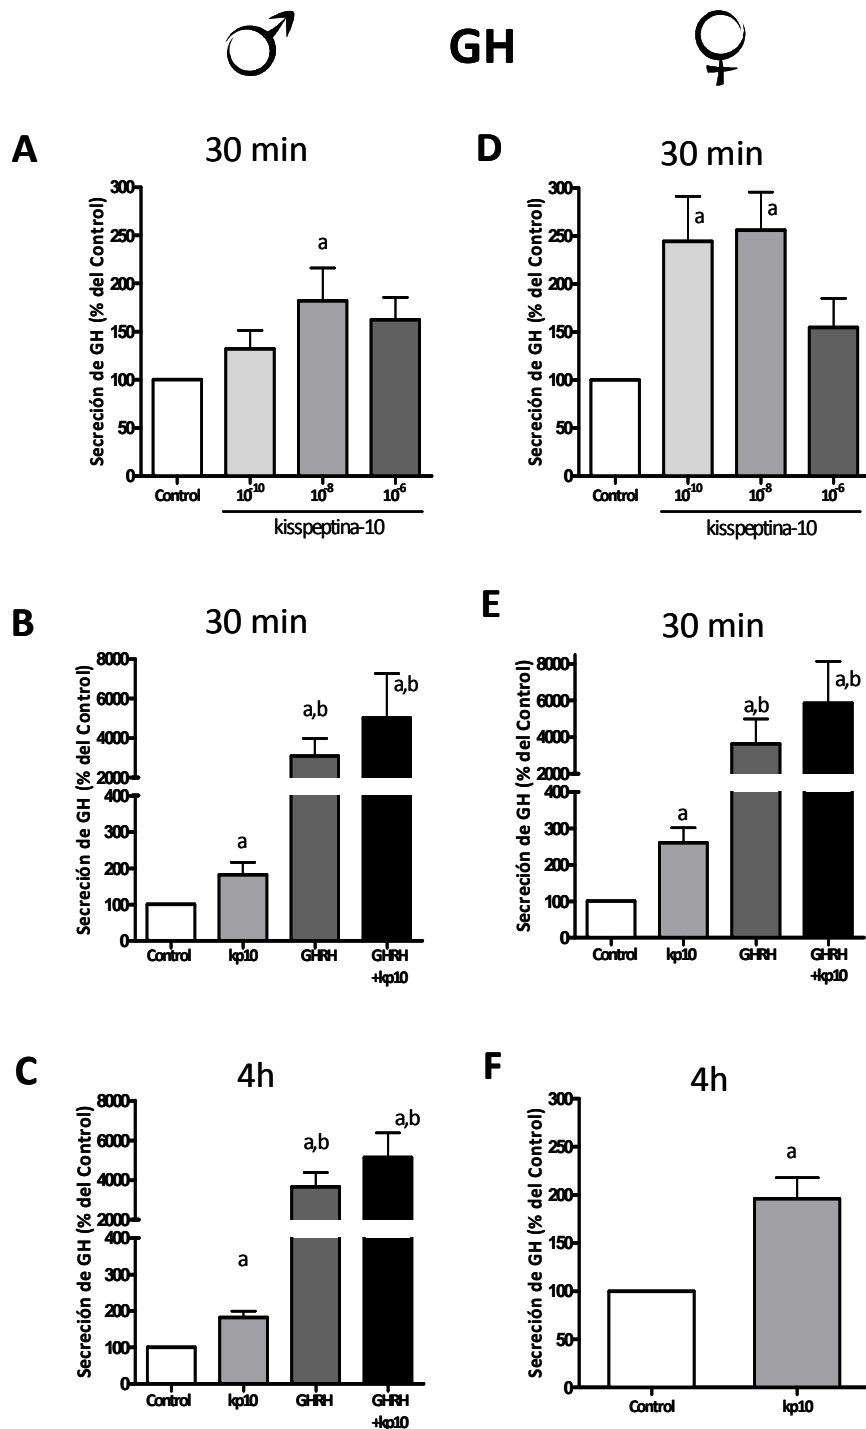 GH
A
30 min
Secreción de GH (% del Control)
300
250
200
150
100
50
0
a
Control
10-10
10-8
10-6
kisspeptina-10
D
30 min
Secreción de GH (% del Control)
300
250
200
150
100
50
0
a
a
Control
10-10
10-8
10-6
kisspeptina-10
B
30 min
Secreción de GH (% del Control)
8000
6000
4000
2000
400
300
200
100
0
a
a,b
a,b
Control
kp10
GHRH
GHRH
+kp10
E
30 min
Secreción de GH (% del Control)
8000
6000
4000
2000
400
300
200
100
0
a
a,b
a,b
Control
kp10
GHRH
GHRH
+kp10
C
4h
Secreción de GH (% del Control)
8000
6000
4000
2000
400
300
200
100
0
a
a,b
a,b
Control
kp10
GHRH
GHRH
+kp10
F
4h
Secreción de GH (% del Control)
300
250
200
150
100
50
0
a
Control
kp10